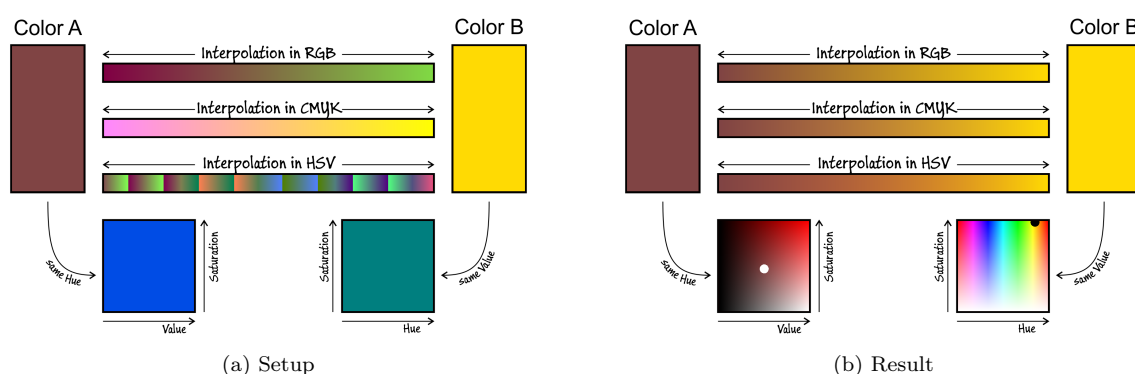 Color A
Interpolation in RGB
Color B
Interpolation in CMYK
Interpolation in HSV
same Hue
Saturation
Value
Saturation
Hue
same Value
(a) Setup
Color A
Interpolation in RGB
Color B
Interpolation in CMYK
Interpolation in HSV
same Hue
Saturation
Value
Saturation
Hue
same Value
(b) Result